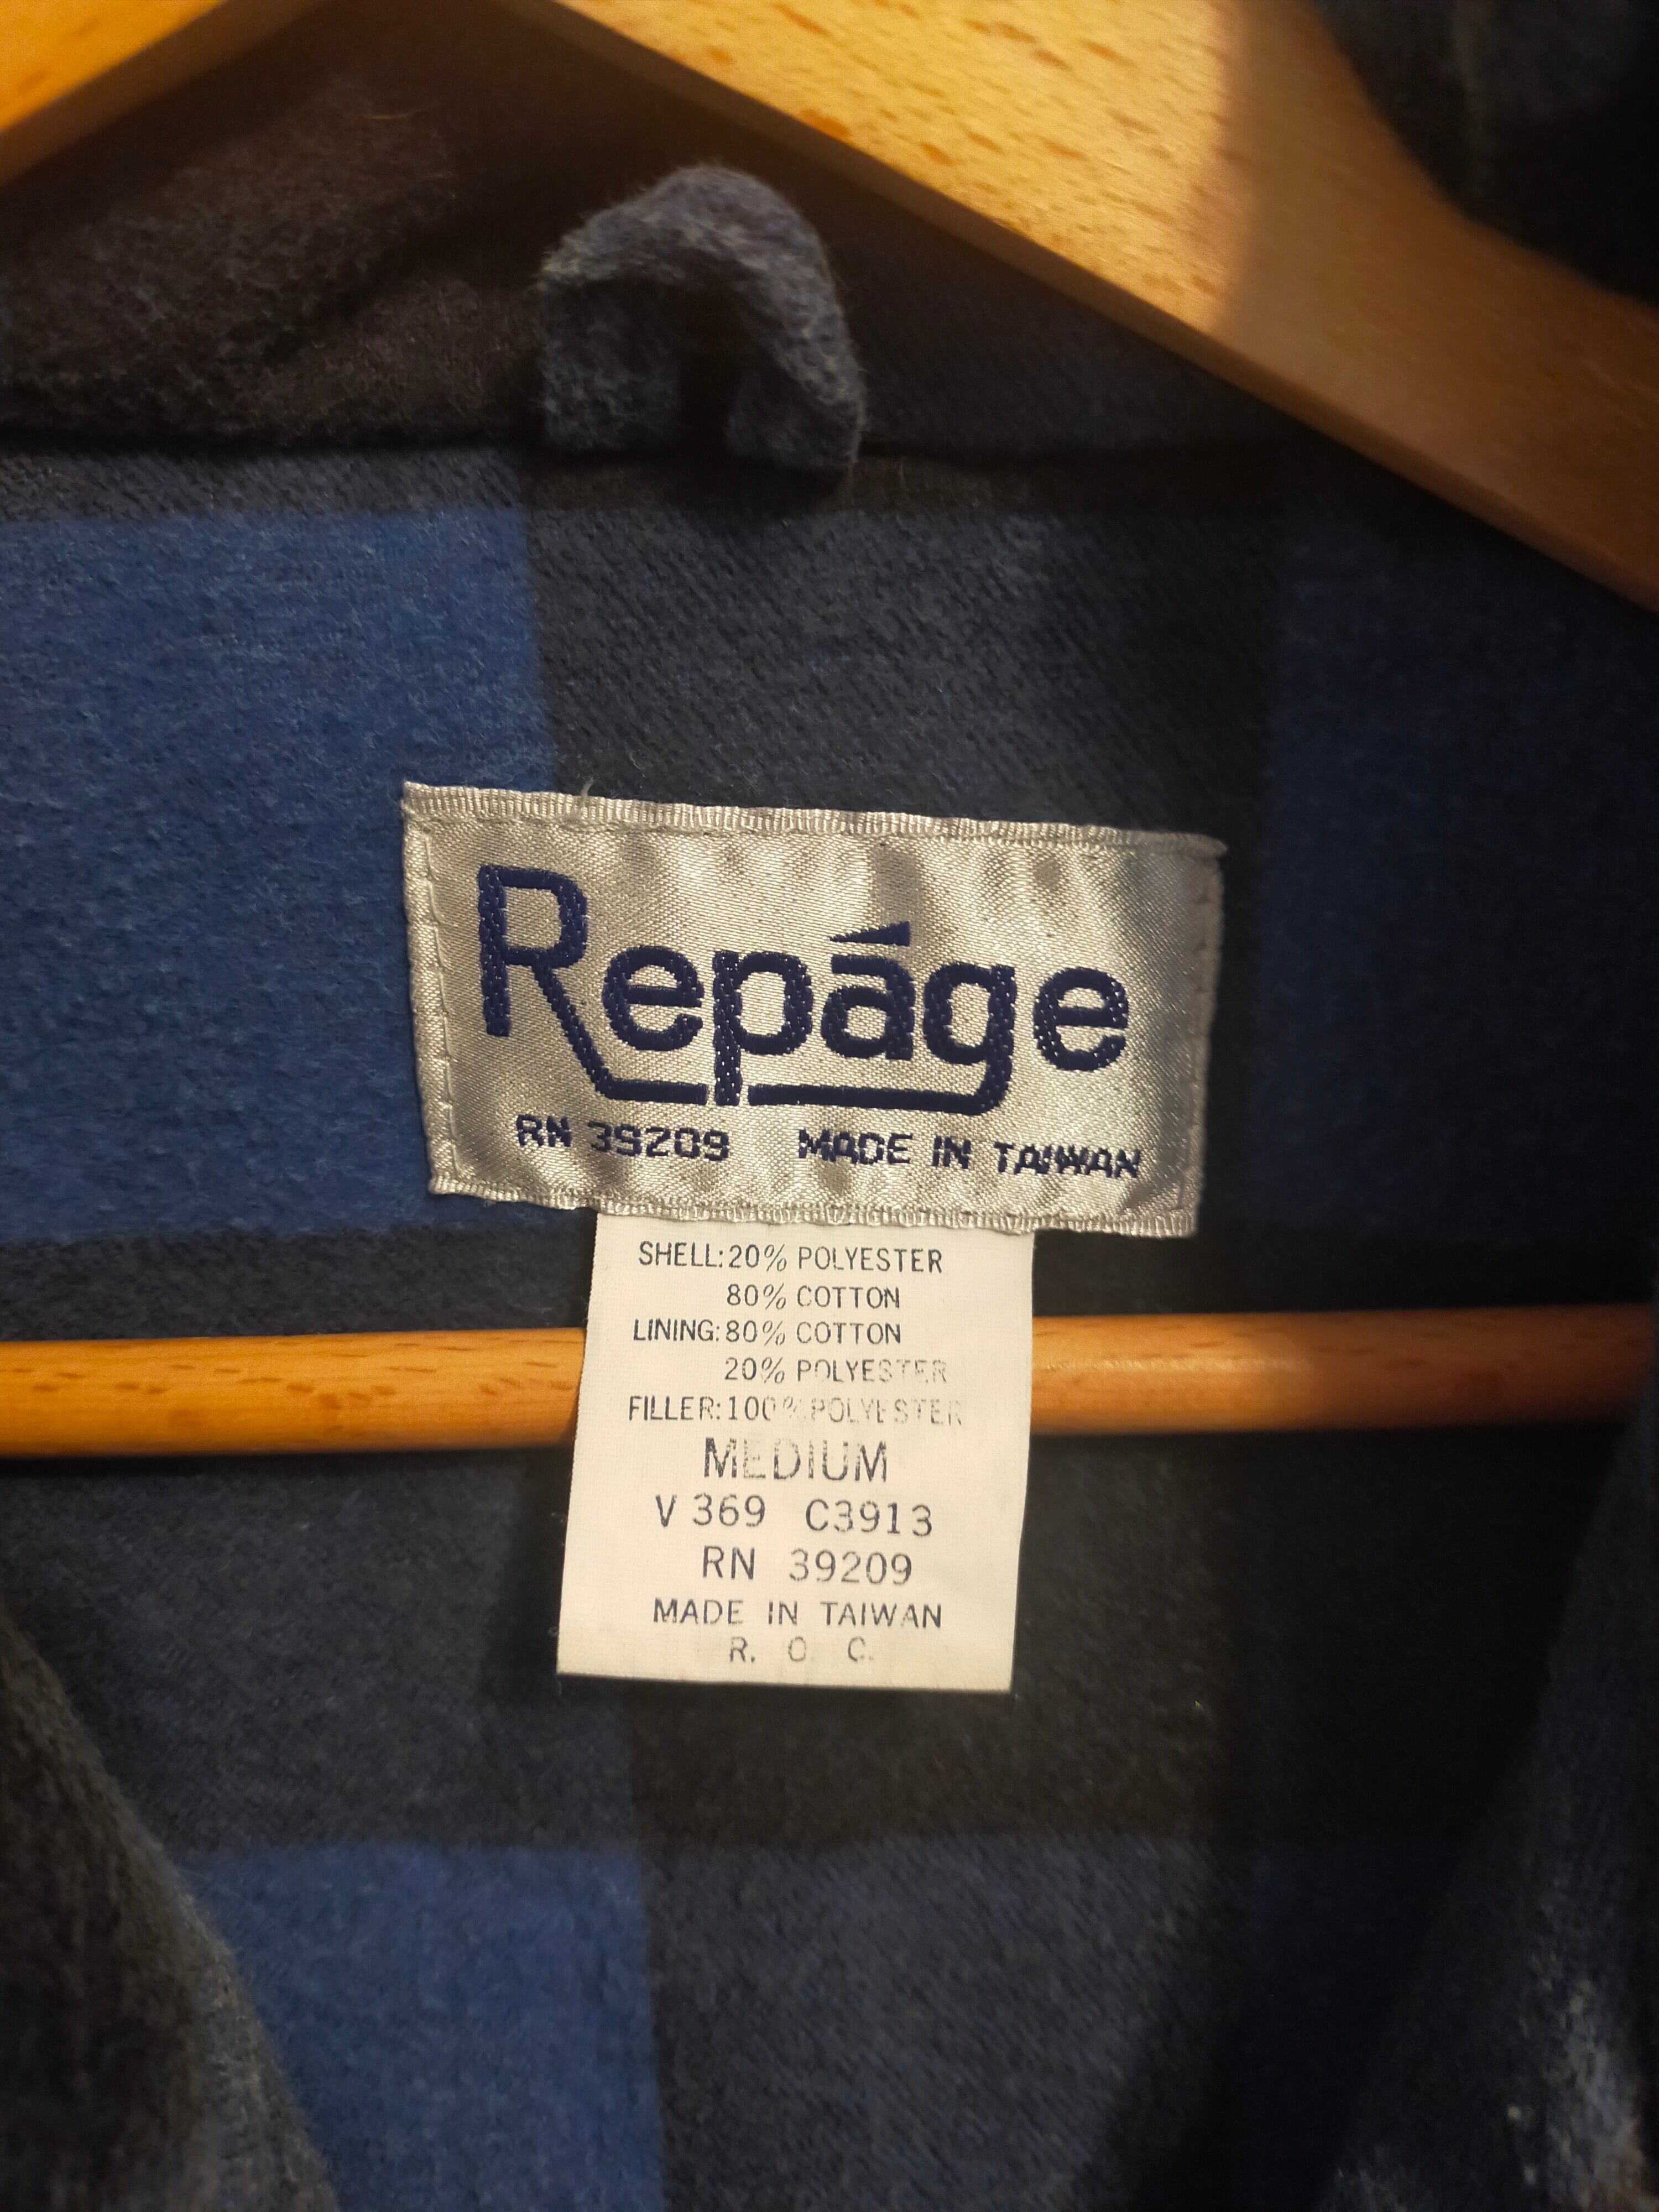 Repáge
RN 39209 MADE IN TAIWAN
SHELL: 20% POLYESTER
80% COTTON
LINING: 80% COTTON
20% POLYESTER
FILLER: 100% POLYESTER
MEDIUM
V 369 C3913
RN 39209
MADE IN TAIWAN
R. O. C.